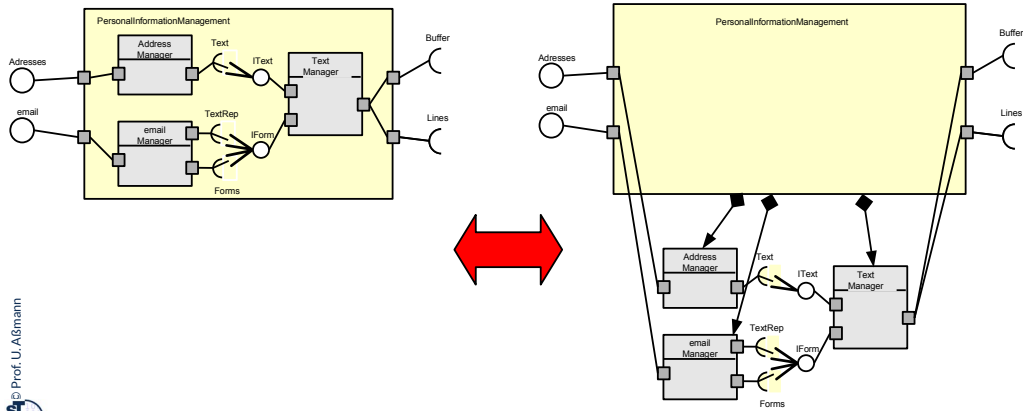 PersonalInformationManagement
Address
Manager
Text
IText
Text
Manager
Buffer
Adresses
email
TextRep
email
Manager
IForm
Lines
Forms
PersonalInformationManagement
Buffer
Adresses
email
Lines
Address
Manager
Text
IText
Text
Manager
TextRep
email
Manager
IForm
Forms
© Prof. U. Aßmann
ST